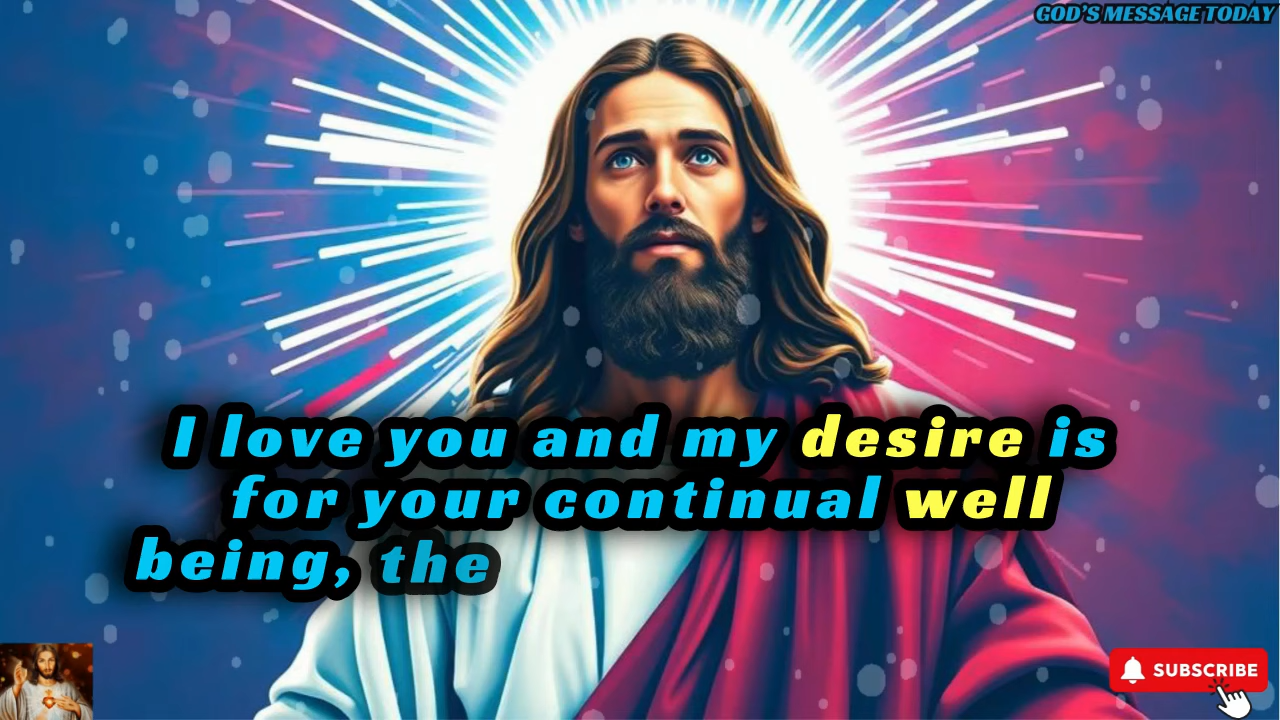 GOD'S MESSAGE TODAY
I love you and my desire is
for your continual well
being, the
SUBSCRIBE